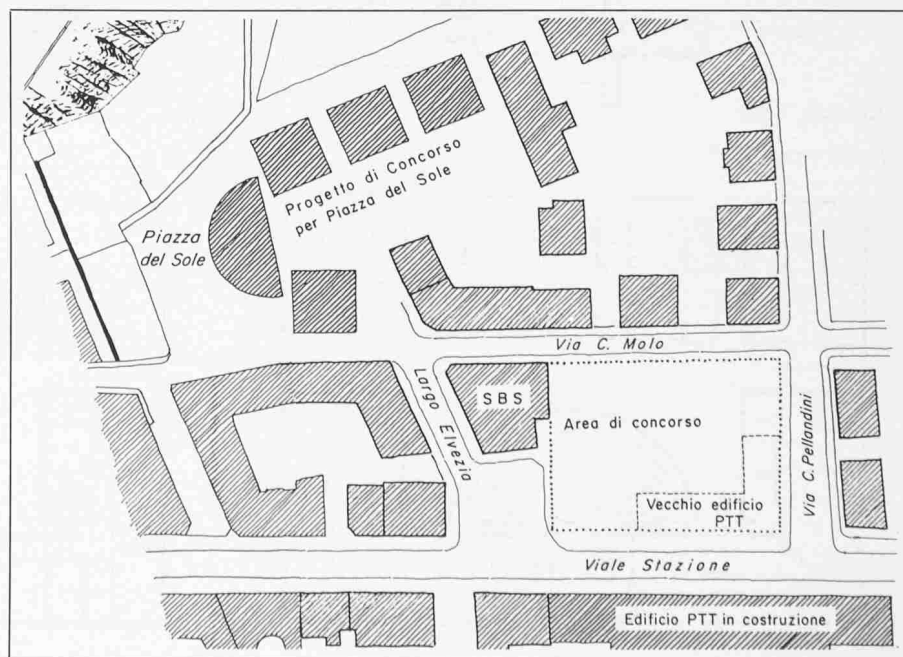 Progetto di Concorso
per Piazza del Sole
Piazza
del Sole
Via C. Molo
Largo Elvezia
SBS
Area di concorso
Via C. Pellandini
Vecchio edificio
PTT
Viale Stazione
Edificio PTT in costruzione